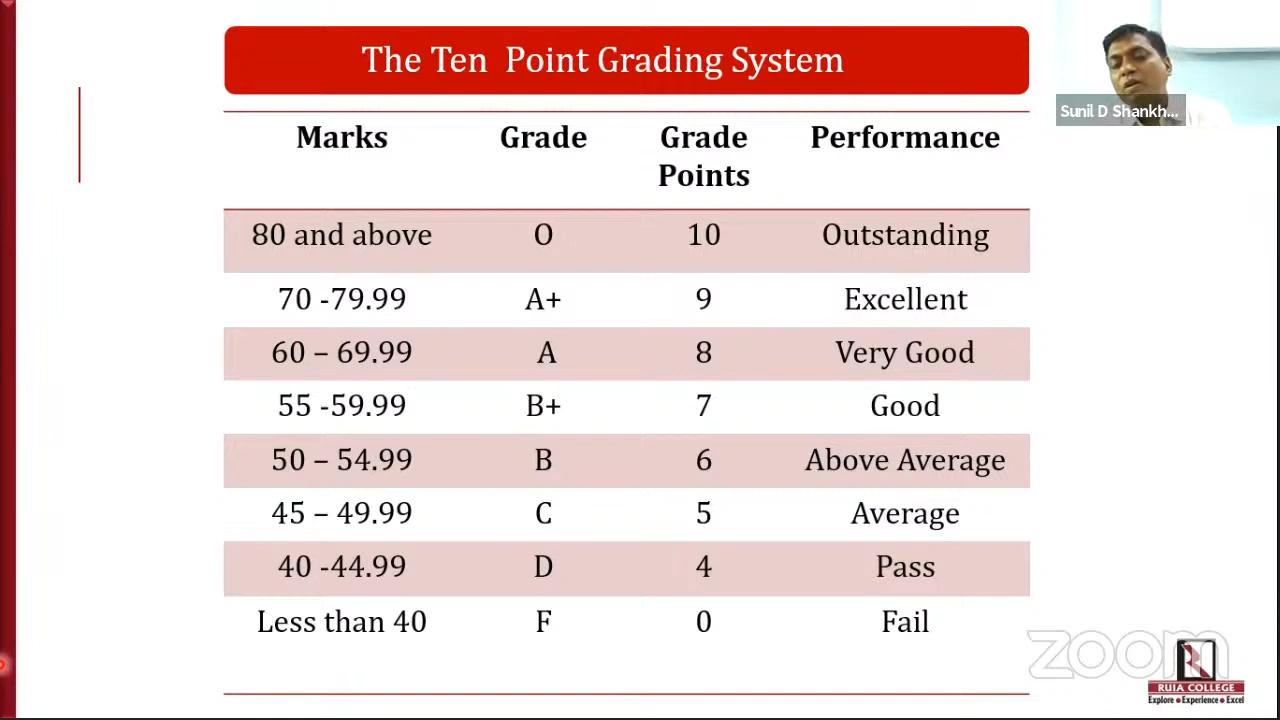 The Ten Point Grading System
Sunil D Shankh...
Marks Grade Grade Points Performance
80 and above O 10 Outstanding
70 -79.99 A+ 9 Excellent
60 – 69.99 A 8 Very Good
55 -59.99 B+ 7 Good
50 – 54.99 B 6 Above Average
45 – 49.99 C 5 Average
40 -44.99 D 4 Pass
Less than 40 F 0 Fail
zoom
RUIA COLLEGE
Explore • Experience • Excel